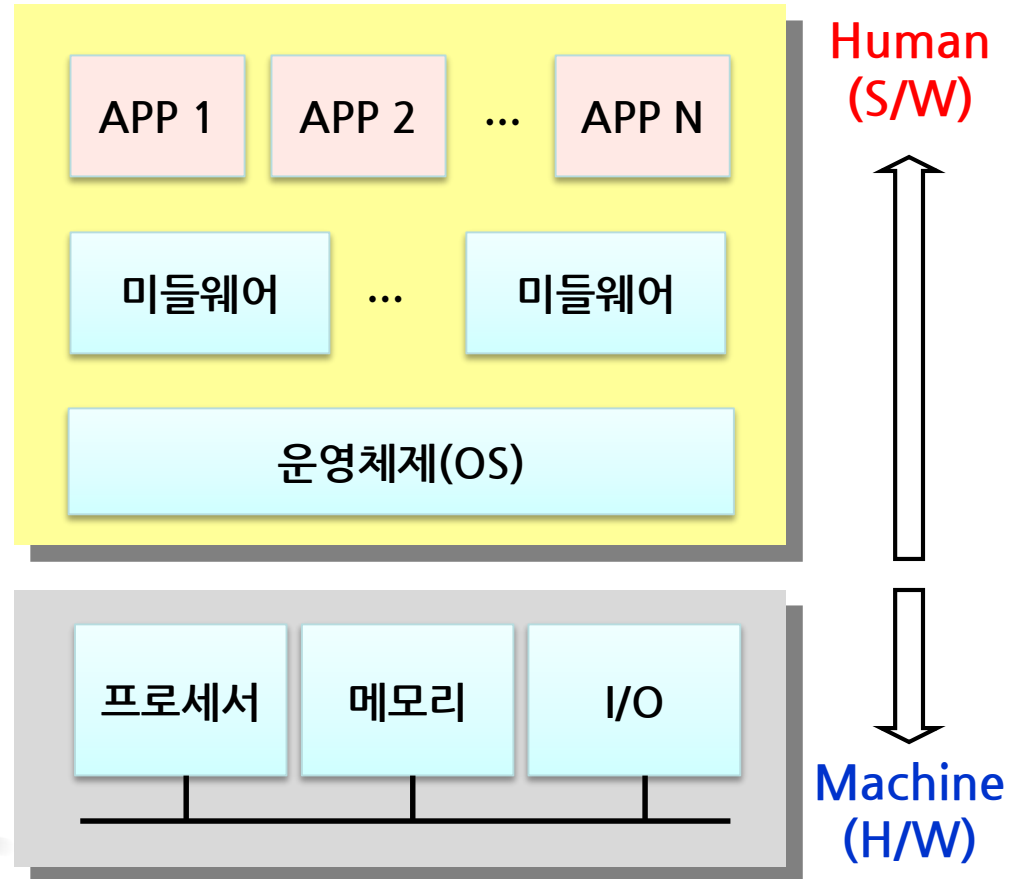 Human
(S/W)
APP 1
APP 2
...
APP N
미들웨어
...
미들웨어
운영체제(OS)
프로세서
메모리
I/O
Machine
(H/W)